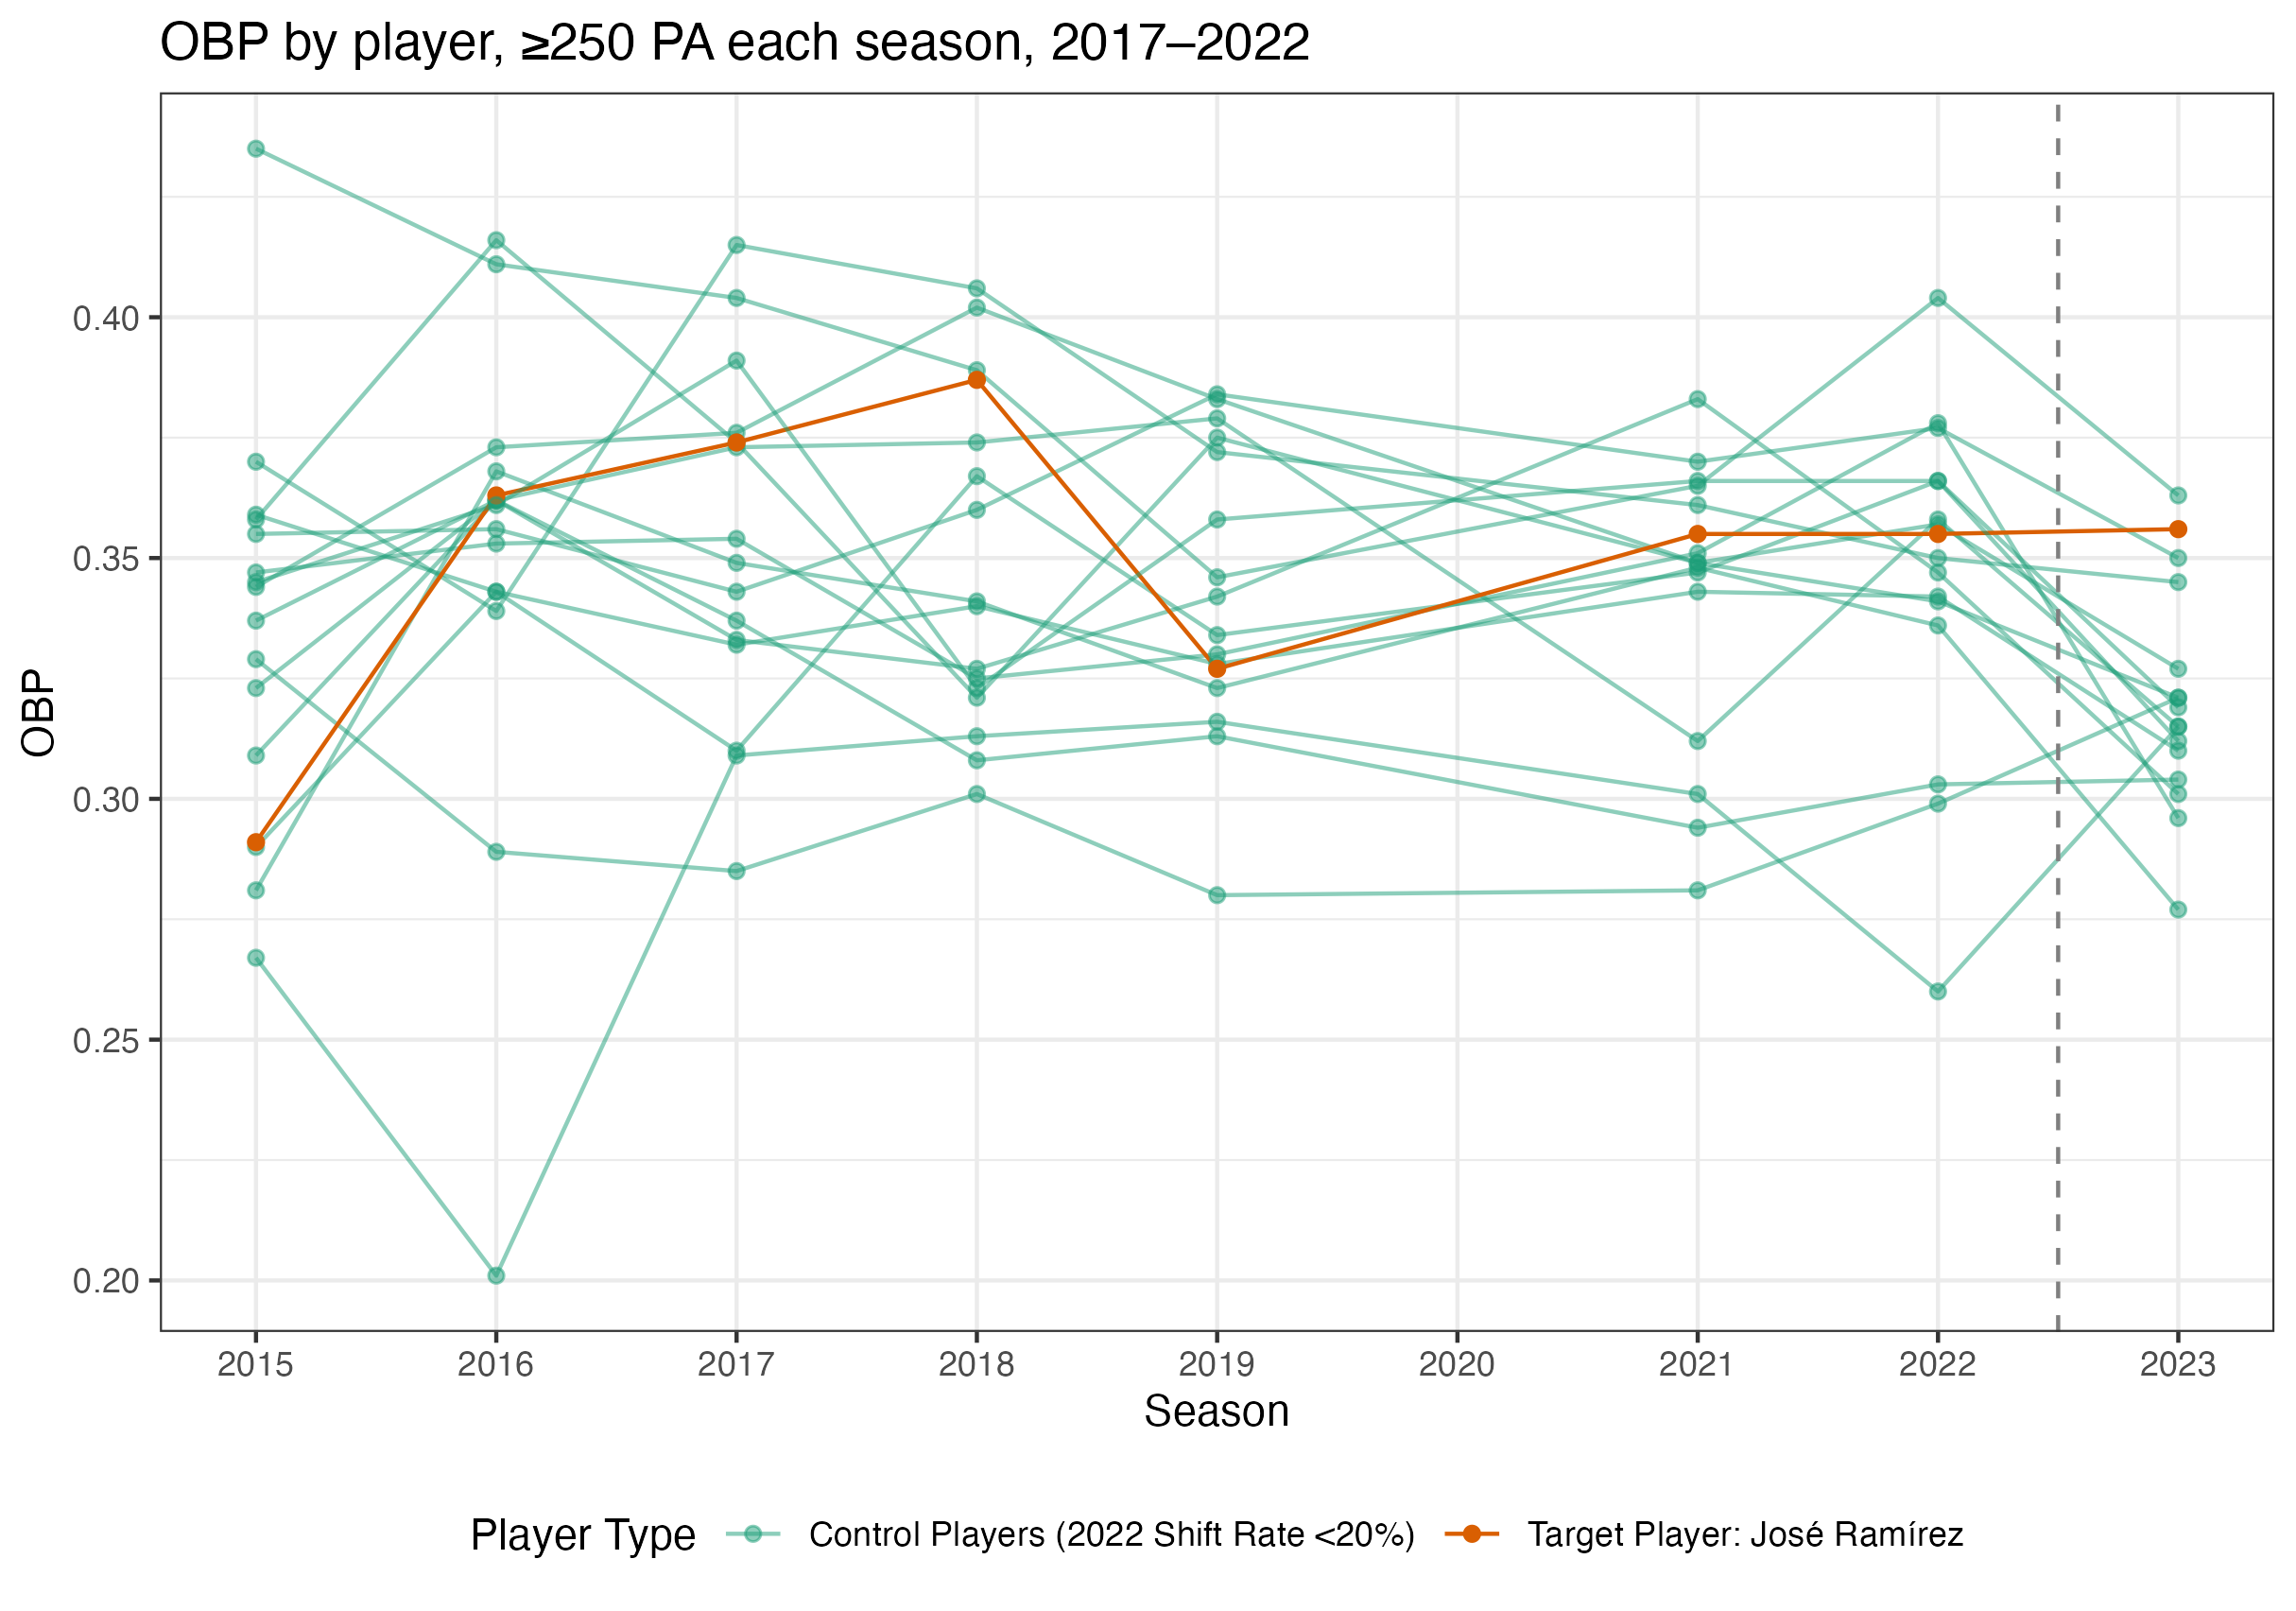 OBP by player, ≥250 PA each season, 2017–2022
OBP
0.40
0.35
0.30
0.25
0.20
2015 2016 2017 2018 2019 2020 2021 2022 2023
Season
Player Type Control Players (2022 Shift Rate <20%) Target Player: José Ramírez